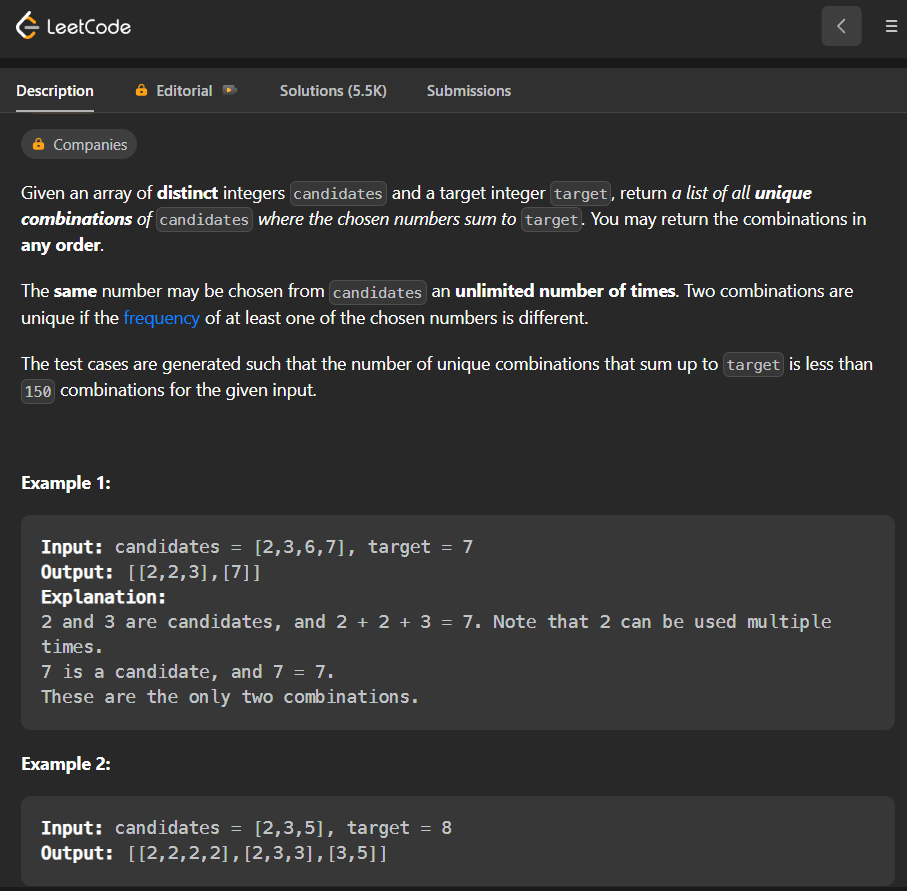 LeetCode
Description
Editorial
Solutions (5.5K)
Submissions
Companies
Given an array of distinct integers candidates and a target integer target, return a list of all unique
combinations of candidates where the chosen numbers sum to target. You may return the combinations in
any order.
The same number may be chosen from candidates an unlimited number of times. Two combinations are
unique if the frequency of at least one of the chosen numbers is different.
The test cases are generated such that the number of unique combinations that sum up to target is less than
150 combinations for the given input.
Example 1:
Input: candidates = [2,3,6,7], target = 7
Output: [[2,2,3],[7]]
Explanation:
2 and 3 are candidates, and 2 + 2 + 3 = 7. Note that 2 can be used multiple
times.
7 is a candidate, and 7 = 7.
These are the only two combinations.
Example 2:
Input: candidates = [2,3,5], target = 8
Output: [[2,2,2,2],[2,3,3],[3,5]]